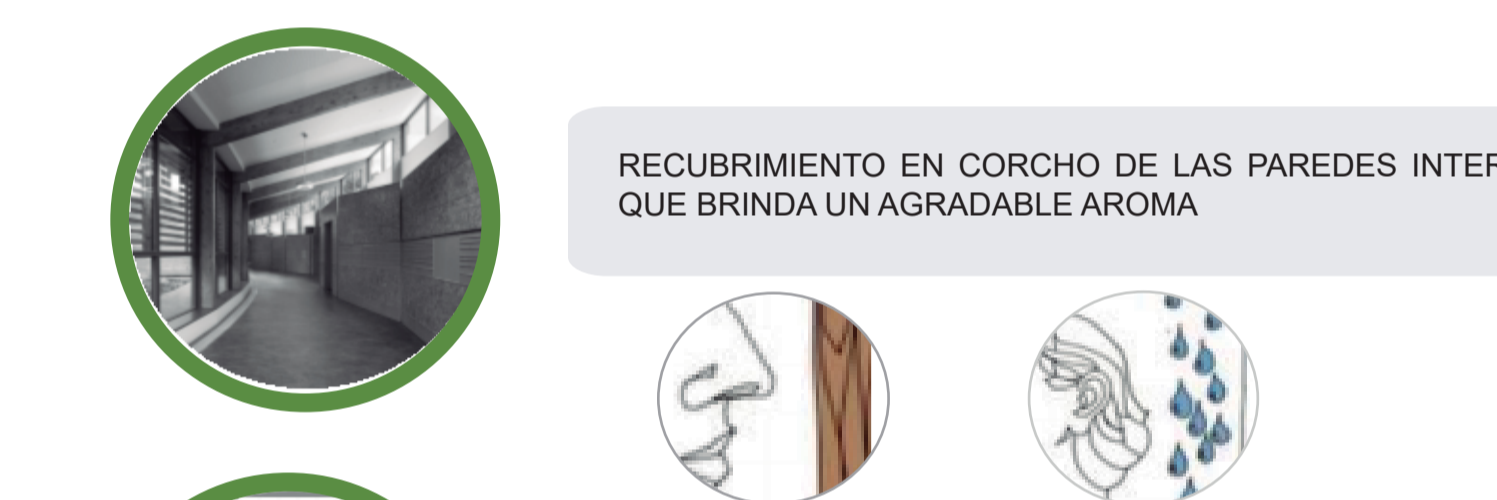 RECUBRIMIENTO EN CORCHO DE LAS PAREDES
QUE BRINDA UN AGRADABLE AROMA